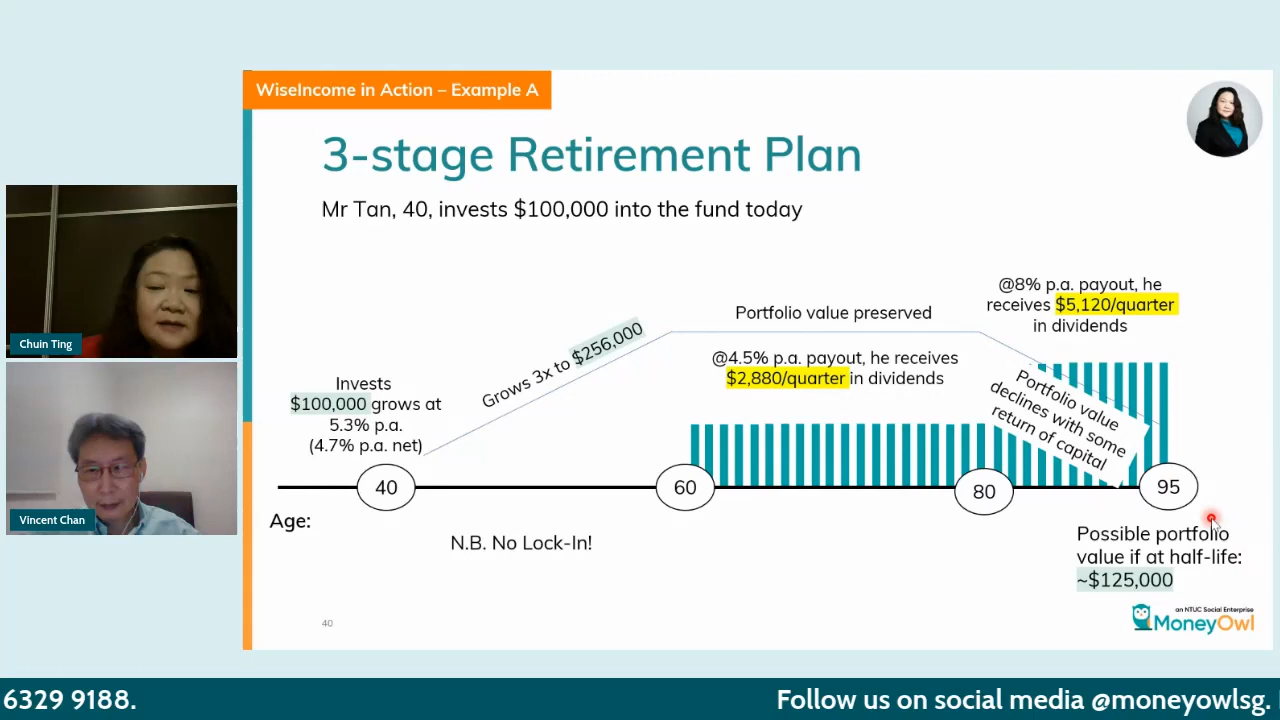 WiseIncome in Action – Example A
3-stage Retirement Plan
Mr Tan, 40, invests $100,000 into the fund today
Invests
$100,000 grows at
5.3% p.a.
(4.7% p.a. net)
Grows 3x to $256,000
Portfolio value preserved
@4.5% p.a. payout, he receives
$2,880/quarter in dividends
@8% p.a. payout, he
receives $5,120/quarter
in dividends
Portfolio value
declines with some
return of capital
40
60
80
95
Age:
N.B. No Lock-In!
Possible portfolio
value if at half-life:
~$125,000
40
an NTUC Social Enterprise
MoneyOwl
Chuin Ting
Vincent Chan
6329 9188.
Follow us on social media @moneyowlsg.